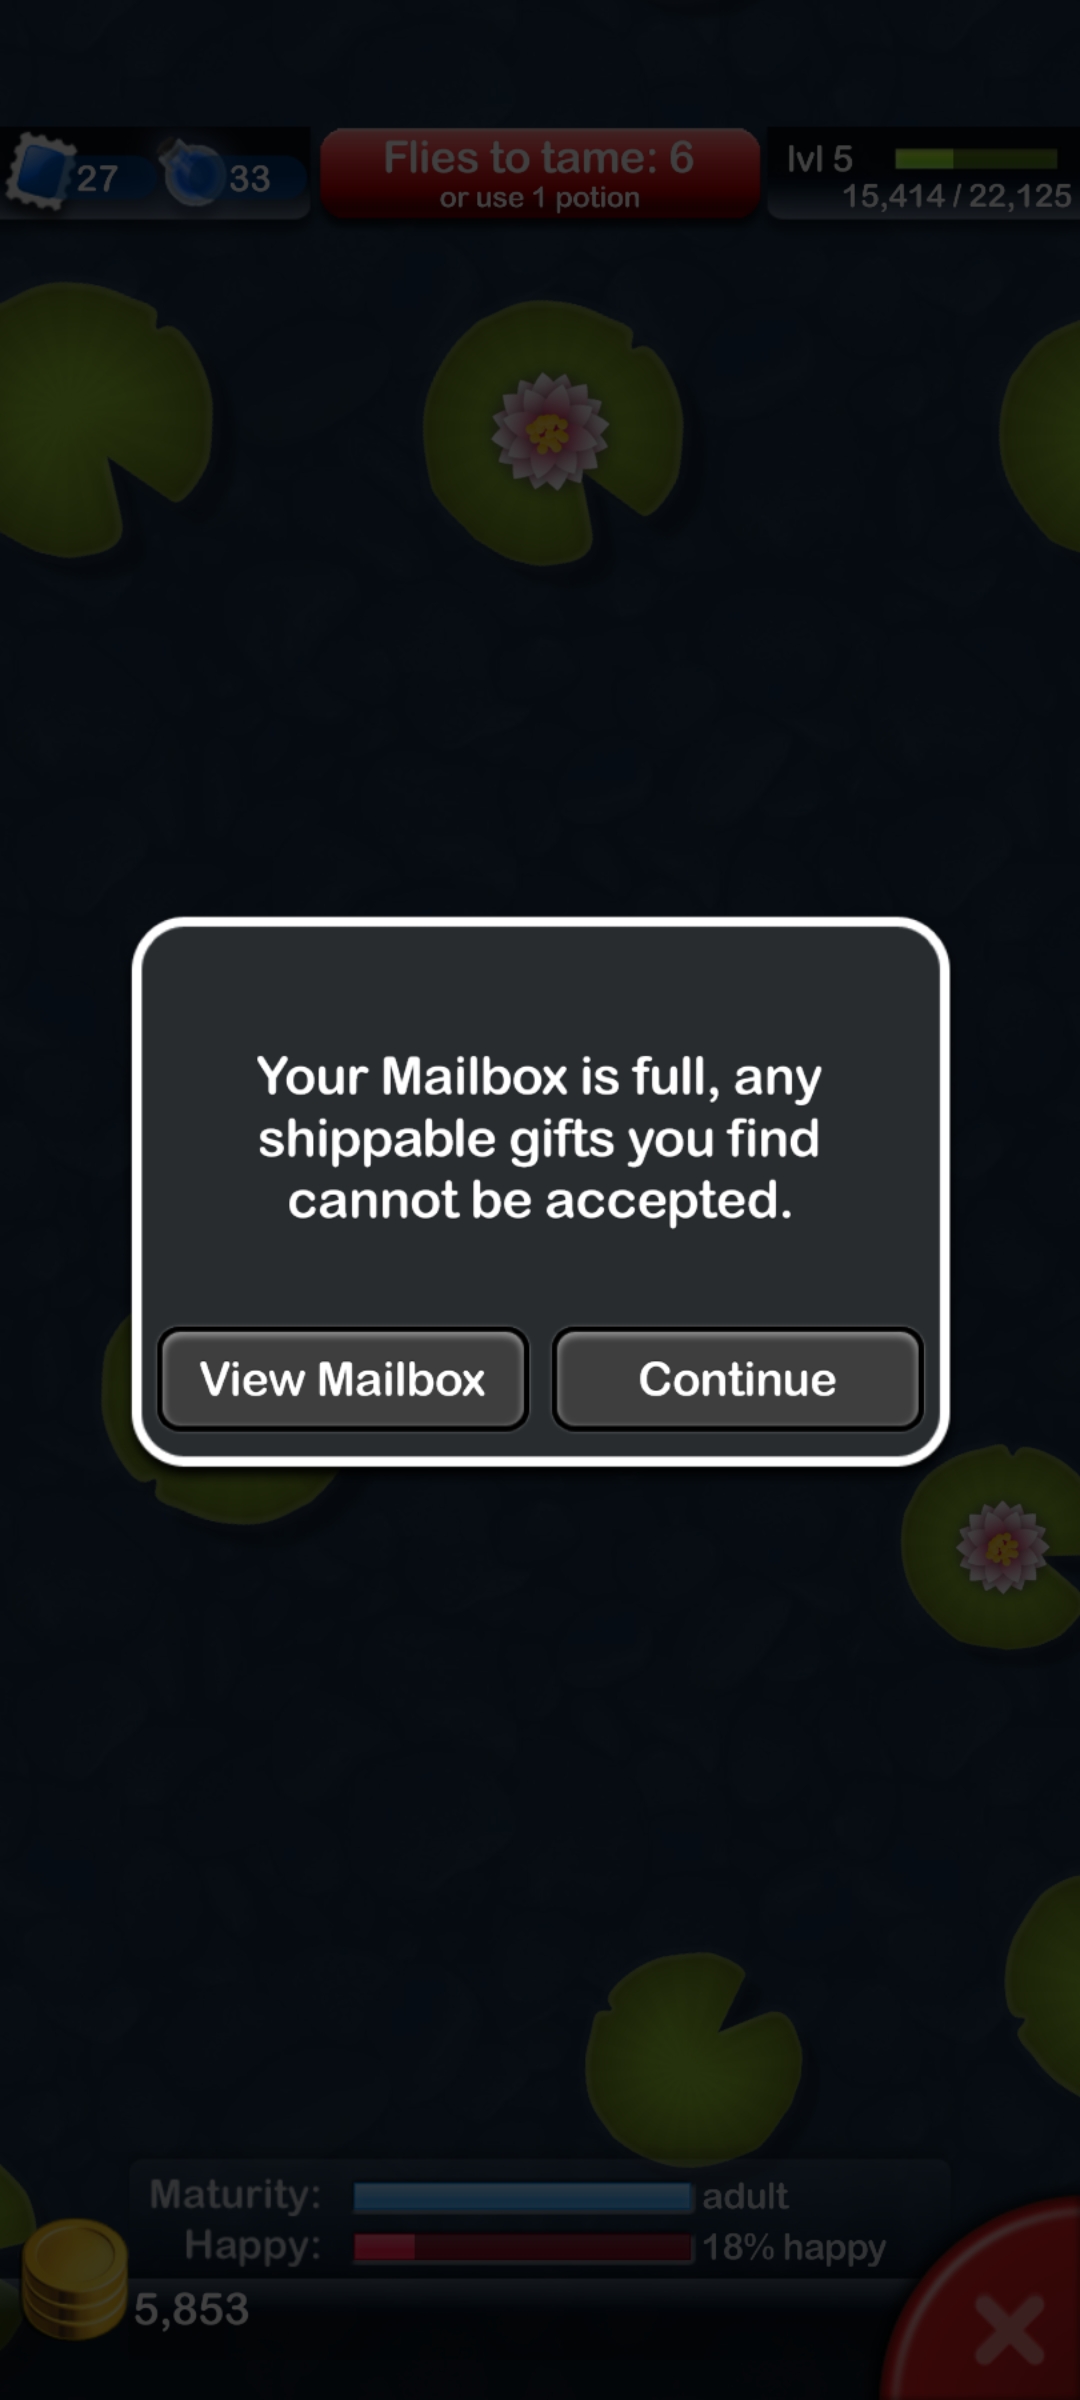 27
33
Flies to tame: 6
or use 1 potion
lvl 5
15,414 / 22,125
Your Mailbox is full, any
shippable gifts you find
cannot be accepted.
View Mailbox
Continue
Maturity:
adult
Happy:
18% happy
5,853